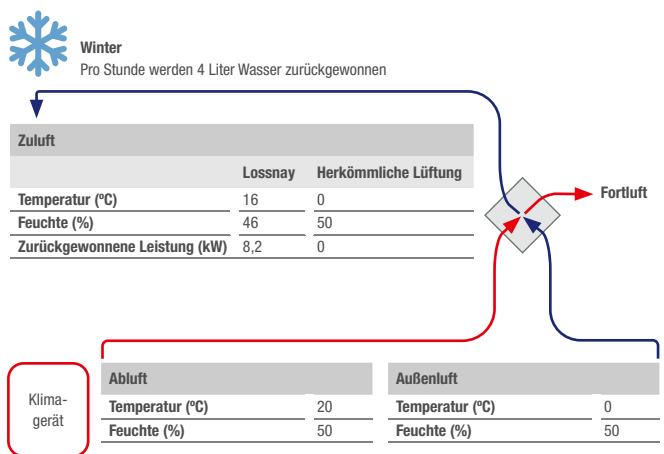 Winter
Pro Stunde werden 4 Liter Wasser zurückgewonnen
Zuluft
Lossnay Herkömmliche Lüftung
Temperatur (ºC) 16 0
Feuchte (%) 46 50
Zurückgewonnene Leistung (kW) 8,2 0
Fortluft
Klima-
gerät
Abluft
Temperatur (ºC) 20
Feuchte (%) 50
Außenluft
Temperatur (ºC) 0
Feuchte (%) 50